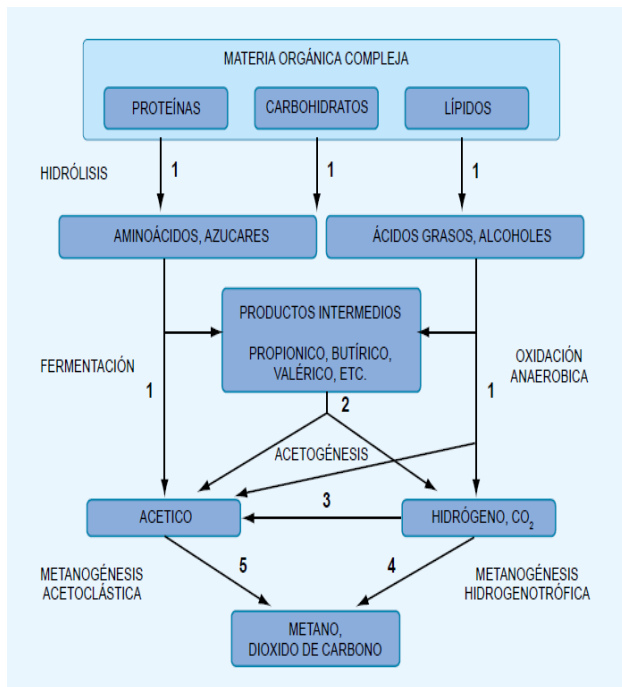 MATERIA ORGÁNICA COMPLEJA
PROTEÍNAS
CARBOHIDRATOS
LÍPIDOS
HIDRÓLISIS
1
1
1
AMINOÁCIDOS, AZUCARES
ÁCIDOS GRASOS, ALCOHOLES
PRODUCTOS INTERMEDIOS
PROPIONICO, BUTÍRICO,
VALÉRICO, ETC.
FERMENTACIÓN
1
OXIDACIÓN
ANAEROBICA
1
2
ACETOGÉNESIS
ACETICO
3
HIDRÓGENO, CO2
METANOGÉNESIS
ACETOCLÁSTICA
5
4
METANOGÉNESIS
HIDROGENOTRÓFICA
METANO,
DIOXIDO DE CARBONO